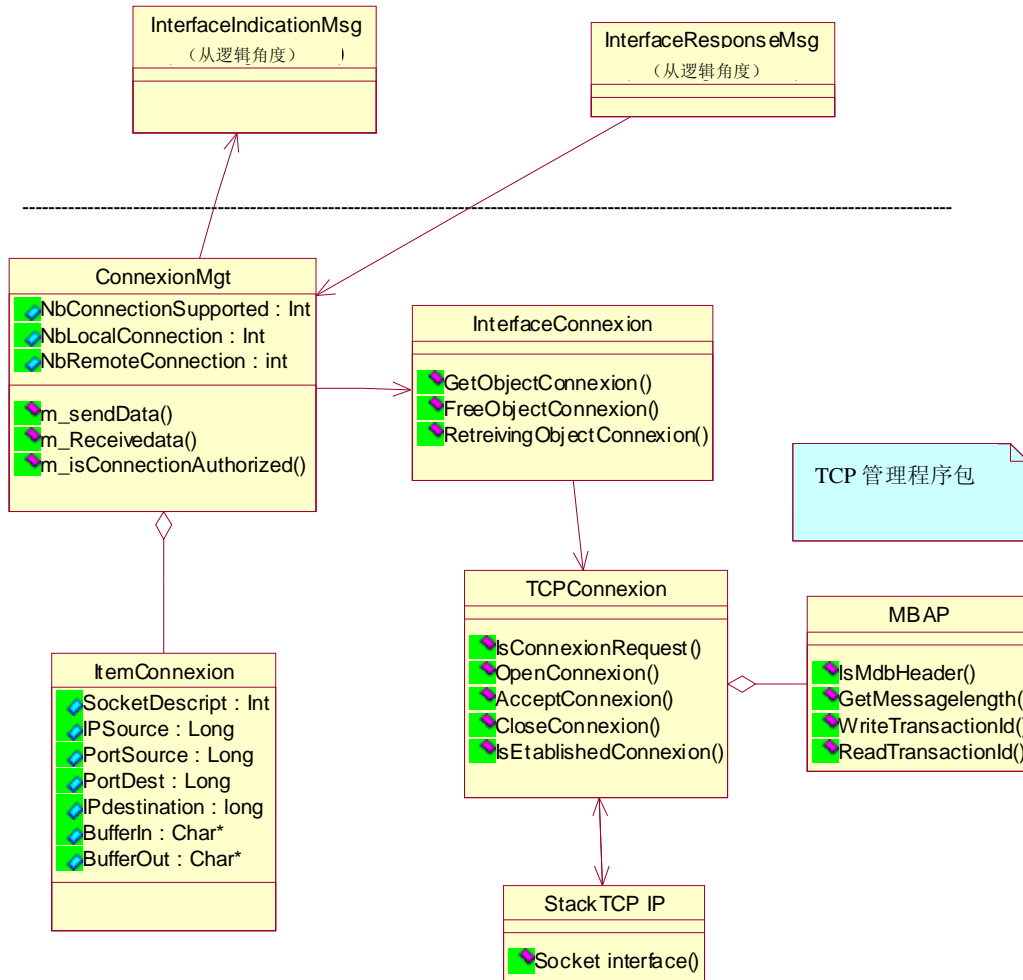 InterfaceIndicationMsg
（从逻辑角度）
InterfaceResponseMsg
（从逻辑角度）
ConnexionMgt
NbConnectionSupported : Int
NbLocalConnection : Int
NbRemoteConnection : int
m_sendData()
m_Receivedata()
m_isConnectionAuthorized()
InterfaceConnexion
GetObjectConnexion()
FreeObjectConnexion()
RetreivingObjectConnexion()
TCP 管理程序包
TCPConnexion
IsConnexionRequest()
OpenConnexion()
AcceptConnexion()
CloseConnexion()
IsEtablishedConnexion()
MBAP
IsMdbHeader()
GetMessagelength()
WriteTransactionId()
ReadTransactionId()
ItemConnexion
SocketDescript : Int
IPSource : Long
PortSource : Long
PortDest : Long
IPdestination : long
BufferIn : Char*
BufferOut : Char*
StackTCP IP
Socket interface()